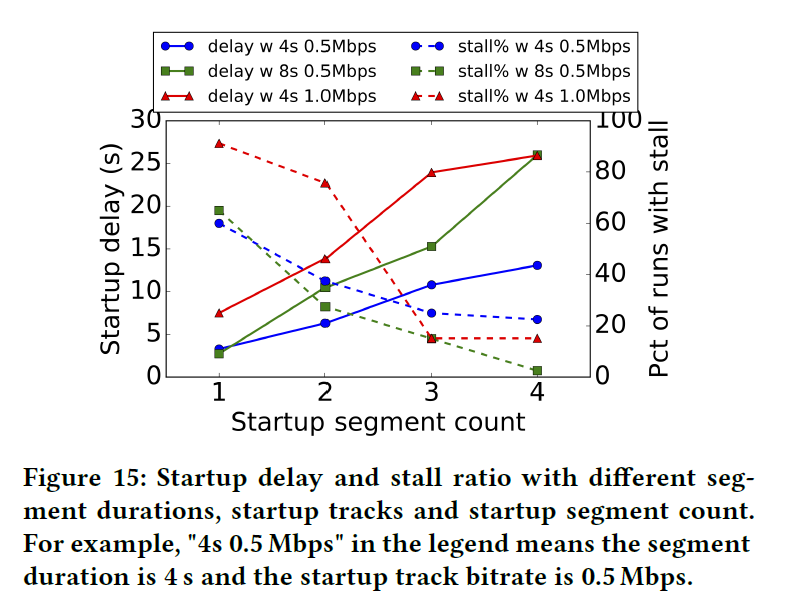 delay w 4s 0.5Mbps
delay w 8s 0.5Mbps
delay w 4s 1.0Mbps
stall% w 4s 0.5Mbps
stall% w 8s 0.5Mbps
stall% w 4s 1.0Mbps
Startup delay (s)
30
25
20
15
10
5
0
100
80
60
40
20
0
Pct of runs with stall
1 2 3 4
Startup segment count
Figure 15: Startup delay and stall ratio with different seg-
ment durations, startup tracks and startup segment count.
For example, "4s 0.5 Mbps" in the legend means the segment
duration is 4 s and the startup track bitrate is 0.5 Mbps.